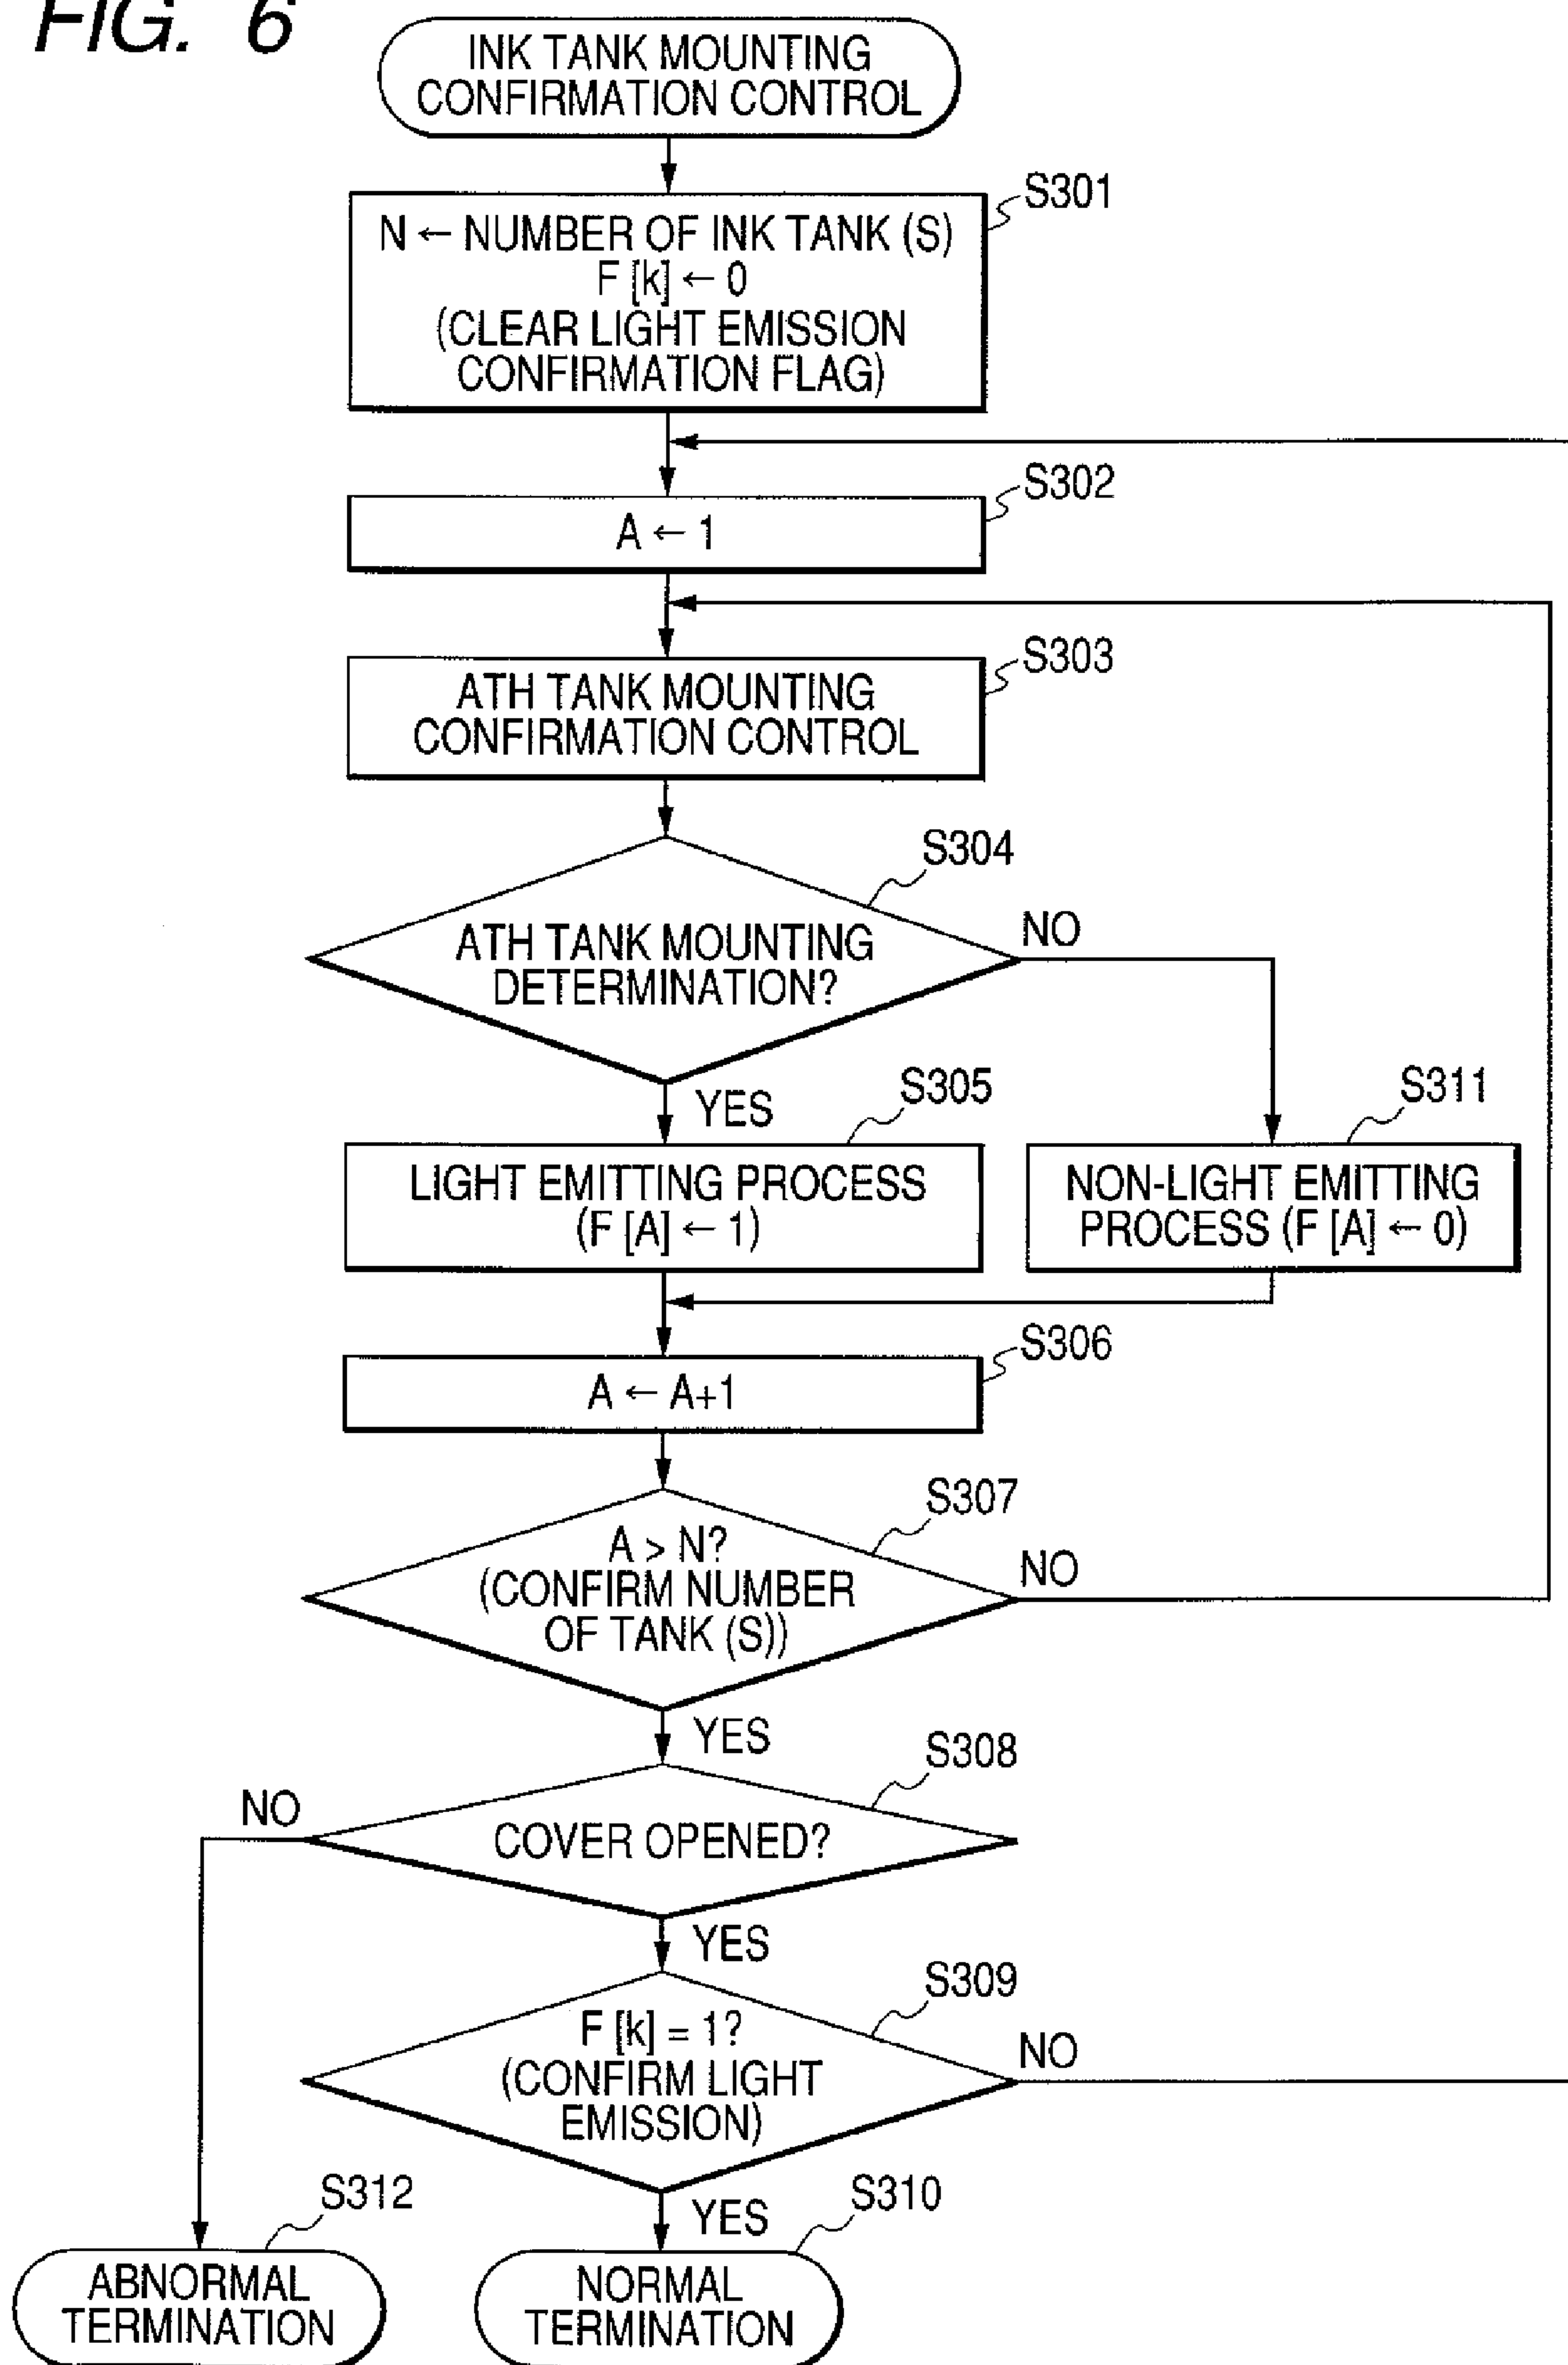 FIG. 6
INK TANK MOUNTING
CONFIRMATION CONTROL
S301
N ← NUMBER OF INK TANK (S)
F [k] ← 0
(CLEAR LIGHT EMISSION
CONFIRMATION FLAG)
S302
A ← 1
S303
ATH TANK MOUNTING
CONFIRMATION CONTROL
S304
ATH TANK MOUNTING
DETERMINATION?
NO
YES
S305
LIGHT EMITTING PROCESS
(F [A] ← 1)
S311
NON-LIGHT EMITTING
PROCESS (F [A] ← 0)
S306
A ← A+1
S307
A > N?
(CONFIRM NUMBER
OF TANK (S))
NO
YES
S308
COVER OPENED?
NO
YES
S309
F [k] = 1?
(CONFIRM LIGHT
EMISSION)
NO
YES
S312
ABNORMAL
TERMINATION
S310
NORMAL
TERMINATION